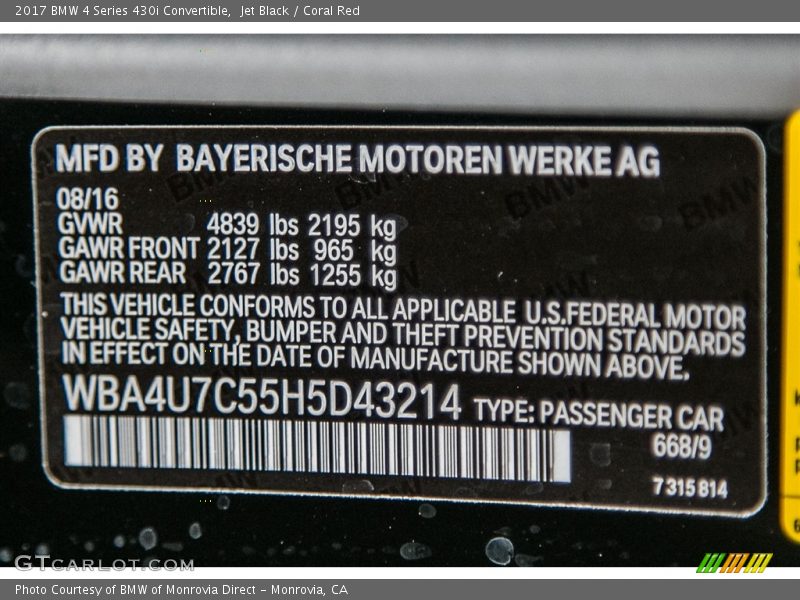 2017 BMW 4 Series 430i Convertible, Jet Black / Coral Red
MFD BY BAYERISCHE MOTOREN WERKE AG
08/16
GVWR 4839 lbs 2195 kg
GAWR FRONT 2127 lbs 965 kg
GAWR REAR 2767 lbs 1255 kg
THIS VEHICLE CONFORMS TO ALL APPLICABLE U.S.FEDERAL MOTOR
VEHICLE SAFETY, BUMPER AND THEFT PREVENTION STANDARDS
IN EFFECT ON THE DATE OF MANUFACTURE SHOWN ABOVE.
WBA4U7C55H5D43214 TYPE: PASSENGER CAR
668/9
7 315 814
GTCARLOT.COM
Photo Courtesy of BMW of Monrovia Direct - Monrovia, CA